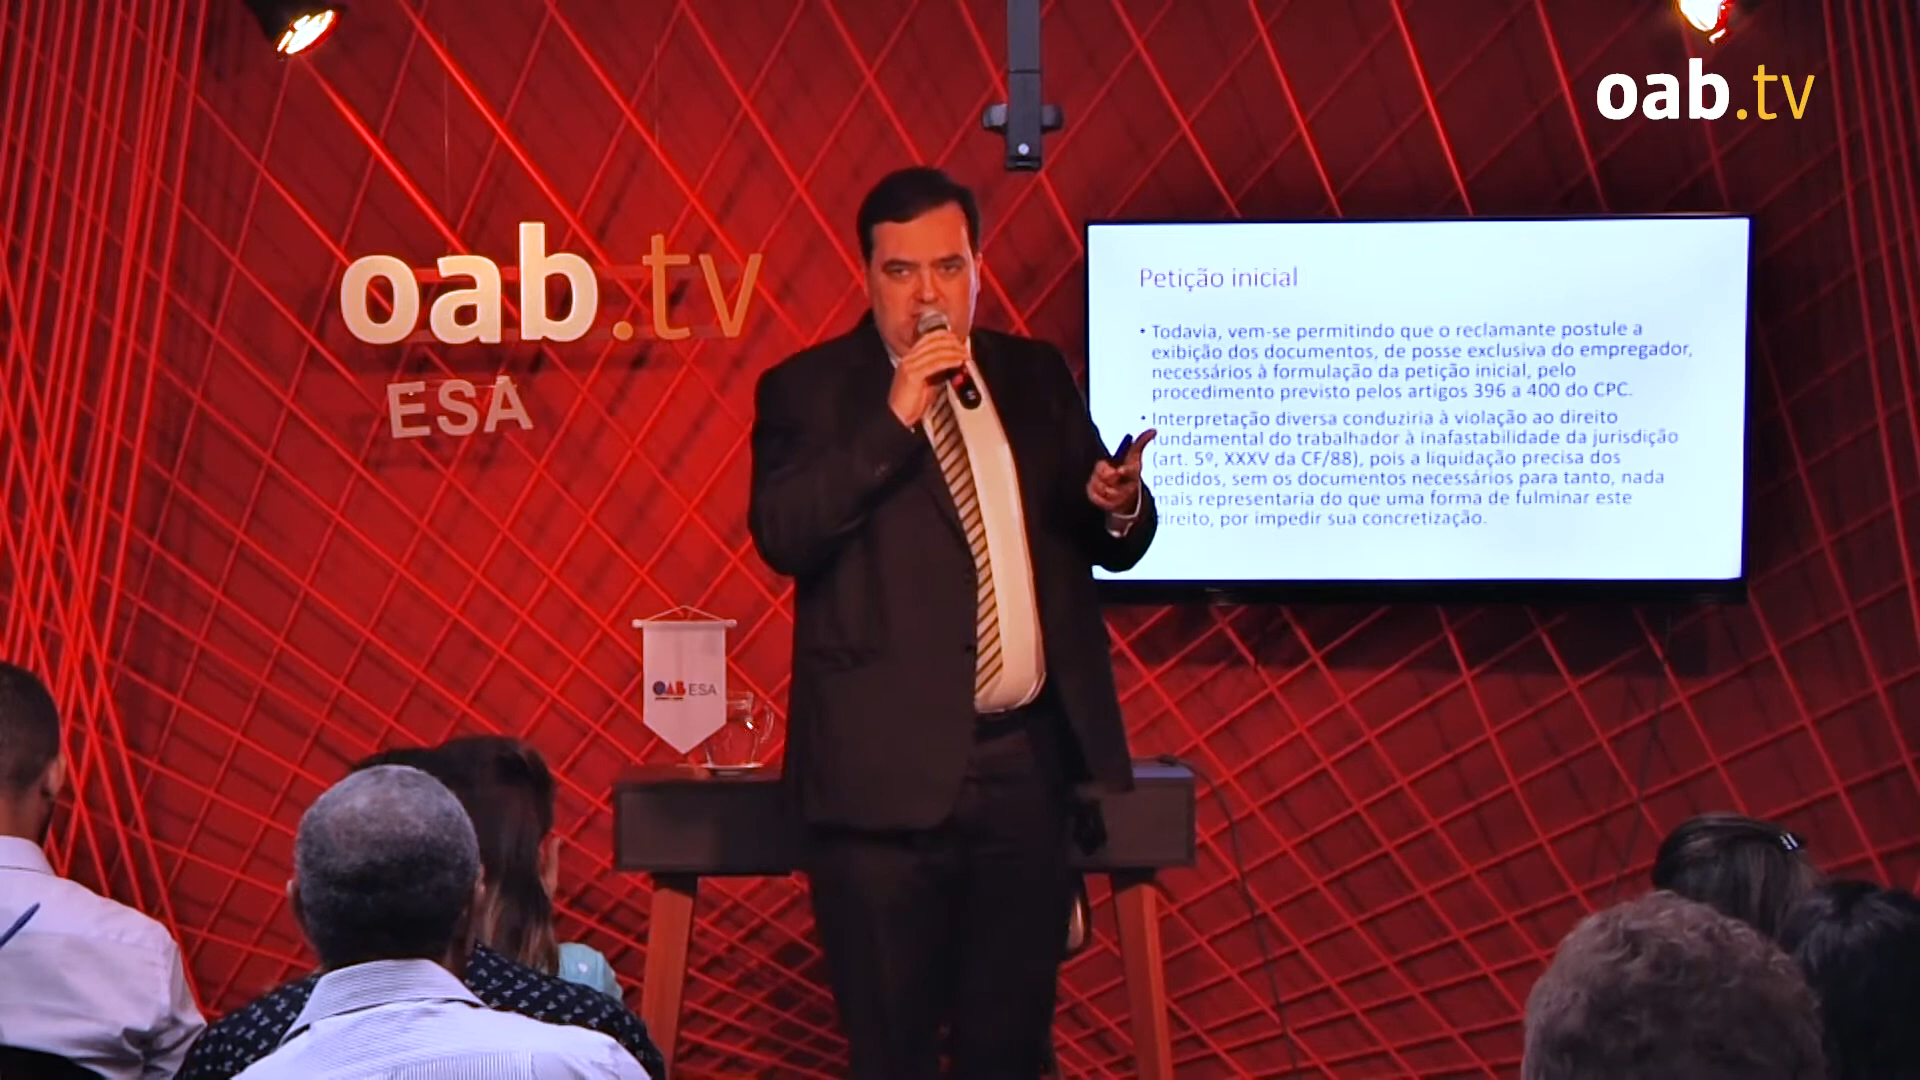 oab.tv
oab.tv
ESA
Petição inicial
• Todavia, vem-se permitindo que o reclamante postule a
exibição dos documentos, de posse exclusiva do empregador,
necessários à formulação da petição inicial, pelo
procedimento previsto pelos artigos 396 a 400 do CPC.
• Interpretação diversa conduziria à violação ao direito
fundamental do trabalhador à inafastabilidade da jurisdição
(art. 5º, XXXV da CF/88), pois a liquidação precisa dos
pedidos, sem os documentos necessários para tanto, nada
mais representaria do que uma forma de fulminar este
direito, por impedir sua concretização.
OAB ESA